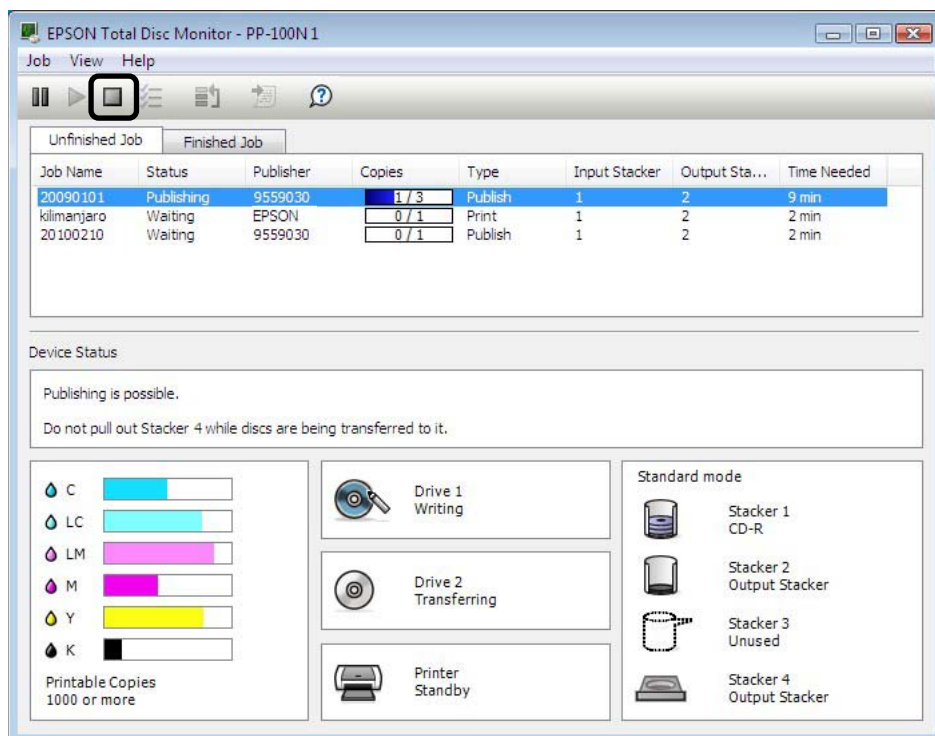 EPSON Total Disc Monitor - PP-100N 1
Job View Help
Unfinished Job Finished Job
Job Name Status Publisher Copies Type Input Stacker Output Sta... Time Needed
20090101 Publishing 9559030 1 / 3 Publish 1 2 9 min
kilimanjaro Waiting EPSON 0 / 1 Print 1 2 2 min
20100210 Waiting 9559030 0 / 1 Publish 1 2 2 min
Device Status
Publishing is possible.
Do not pull out Stacker 4 while discs are being transferred to it.
C
LC
LM
M
Y
K
Printable Copies
1000 or more
Drive 1
Writing
Drive 2
Transferring
Printer
Standby
Standard mode
Stacker 1
CD-R
Stacker 2
Output Stacker
Stacker 3
Unused
Stacker 4
Output Stacker